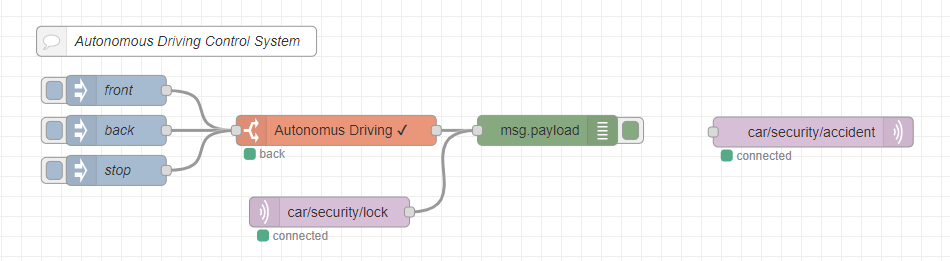 Autonomous Driving Control System
front
back
stop
Autonomus Driving ✓
back
msg.payload
car/security/accident
connected
car/security/lock
connected